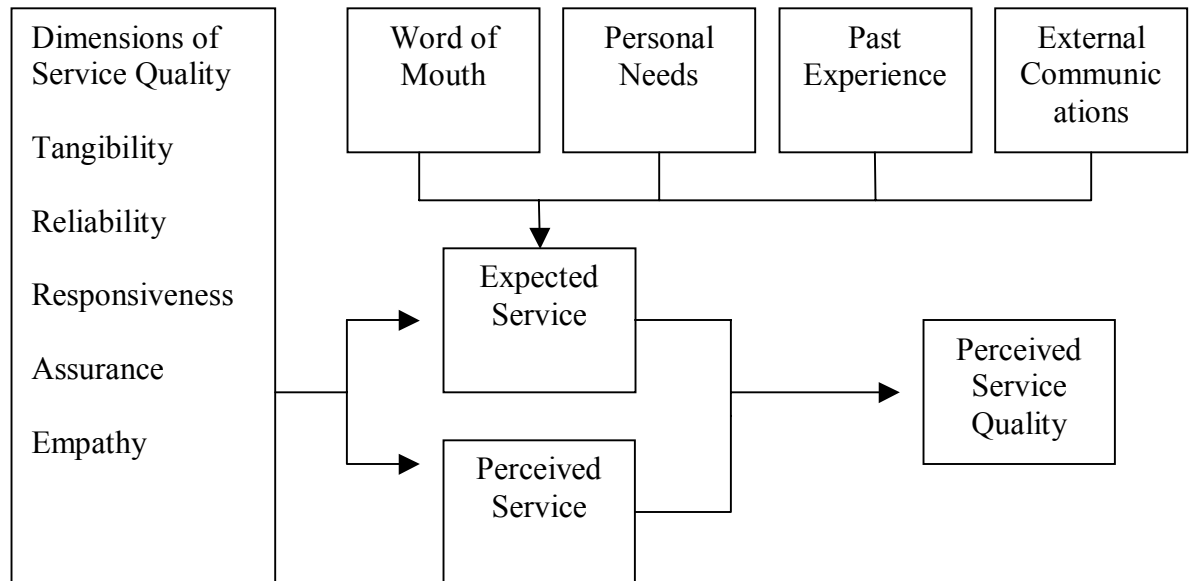 Dimensions of
Service Quality
Tangibility
Reliability
Responsiveness
Assurance
Empathy
Word of
Mouth
Personal
Needs
Past
Experience
External
Communic
ations
Expected
Service
Perceived
Service
Perceived
Service
Quality